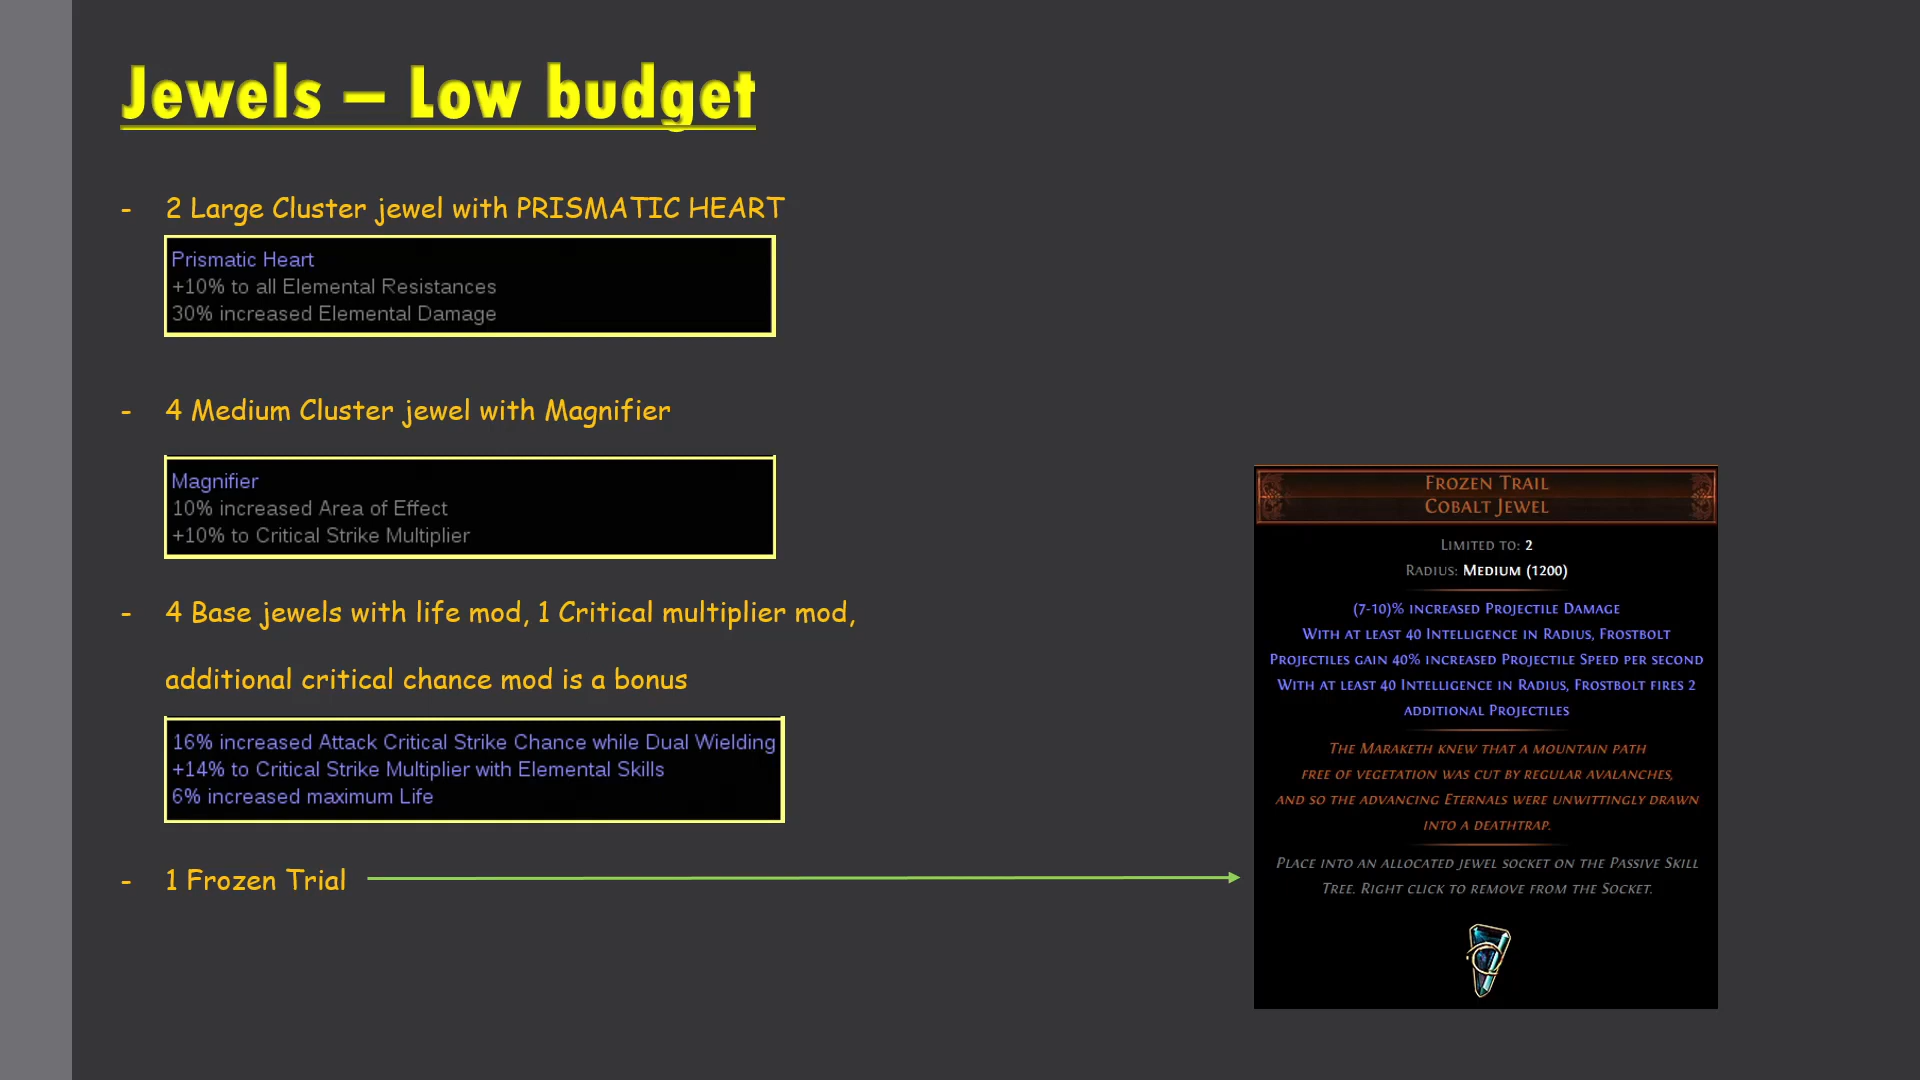 Jewels – Low budget
- 2 Large Cluster jewel with PRISMATIC HEART
Prismatic Heart
+10% to all Elemental Resistances
30% increased Elemental Damage
- 4 Medium Cluster jewel with Magnifier
Magnifier
10% increased Area of Effect
+10% to Critical Strike Multiplier
- 4 Base jewels with life mod, 1 Critical multiplier mod,
additional critical chance mod is a bonus
16% increased Attack Critical Strike Chance while Dual Wielding
+14% to Critical Strike Multiplier with Elemental Skills
6% increased maximum Life
- 1 Frozen Trial
Frozen Trail
Cobalt Jewel
Limited to: 2
Radius: Medium (1200)
(7-10)% increased Projectile Damage
With at least 40 Intelligence in Radius, Frostbolt
Projectiles gain 40% increased Projectile Speed per second
With at least 40 Intelligence in Radius, Frostbolt fires 2
additional Projectiles
The Maraketh knew that a mountain path
free of vegetation was cut by regular avalanches,
and so the advancing Eternals were unwittingly drawn
into a deathtrap.
Place into an allocated jewel socket on the Passive Skill
Tree. Right click to remove from the Socket.